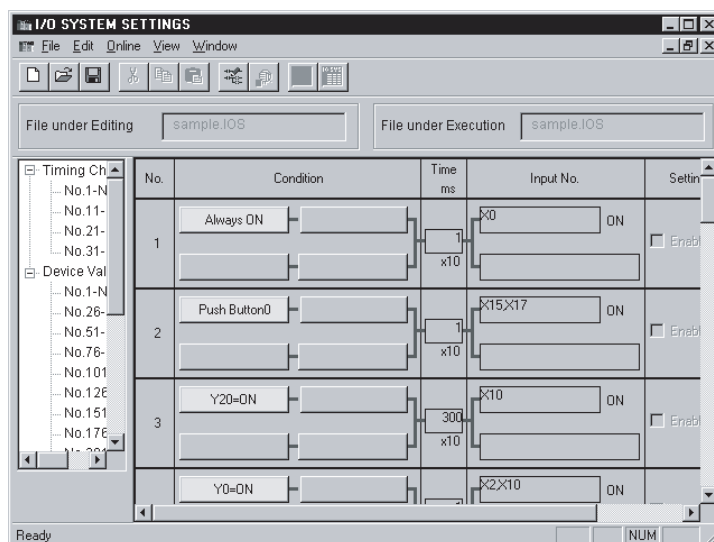 I/O SYSTEM SETTINGS
File Edit Online View Window
File under Editing sample.IOS File under Execution sample.IOS
Timing Ch
No.1-N
No.11-
No.21-
No.31-
Device Val
No.1-N
No.26-
No.51-
No.76-
No.101
No.126
No.151
No.176
No. Condition Time ms Input No. Settin
1 Always ON 1 x10 X0 ON Enabl
2 Push Button0 1 x10 X15,X17 ON Enabl
3 Y20=ON 300 x10 X10 ON Enabl
Y0=ON X2,X10 ON
Ready NUM